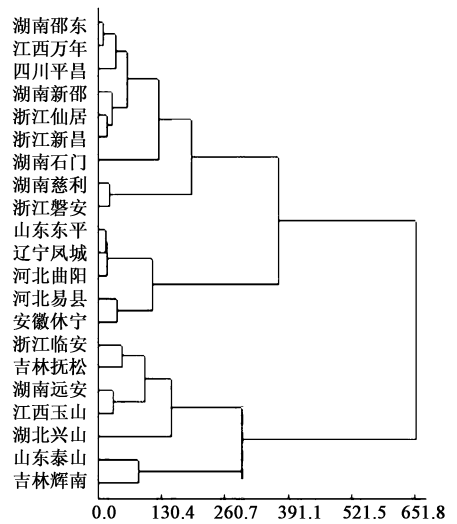 湖南邵东
江西万年
四川平昌
湖南新邵
浙江仙居
浙江新昌
湖南石门
湖南慈利
浙江磐安
山东东平
辽宁凤城
河北曲阳
河北易县
安徽休宁
浙江临安
吉林抚松
湖南远安
江西玉山
湖北兴山
山东泰山
吉林辉南
0.0 130.4 260.7 391.1 521.5 651.8